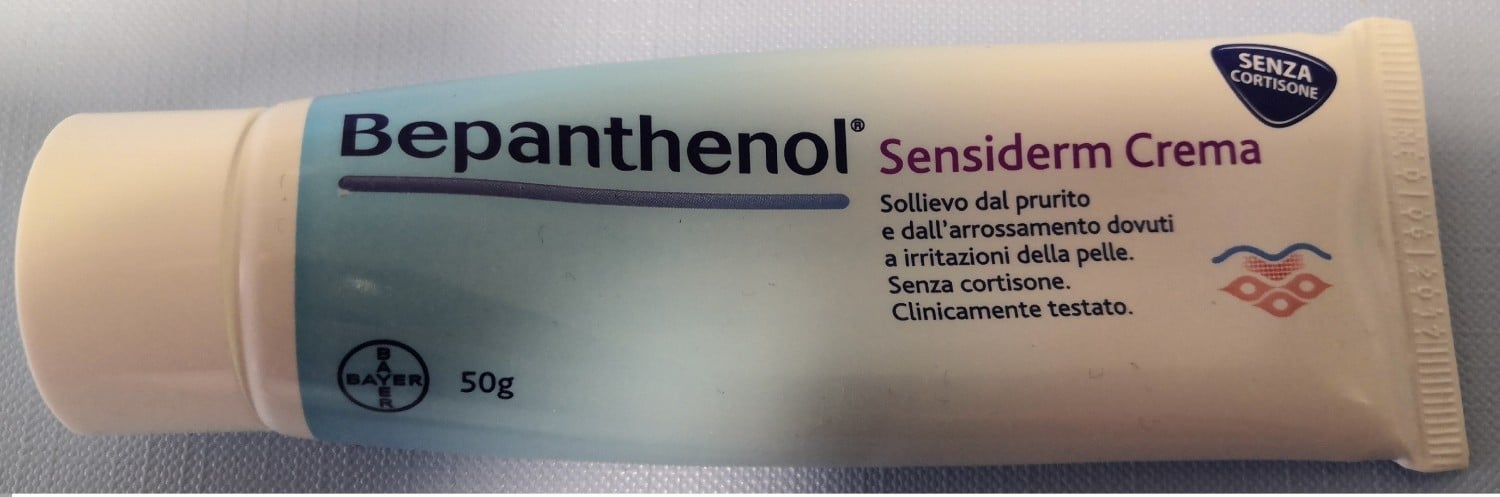 SENZA
CORTISONE
Bepanthenol® Sensiderm Crema
Sollievo dal prurito
e dall'arrossamento dovuti
a irritazioni della pelle.
Senza cortisone.
Clinicamente testato.
BAYER
BAYER
50g